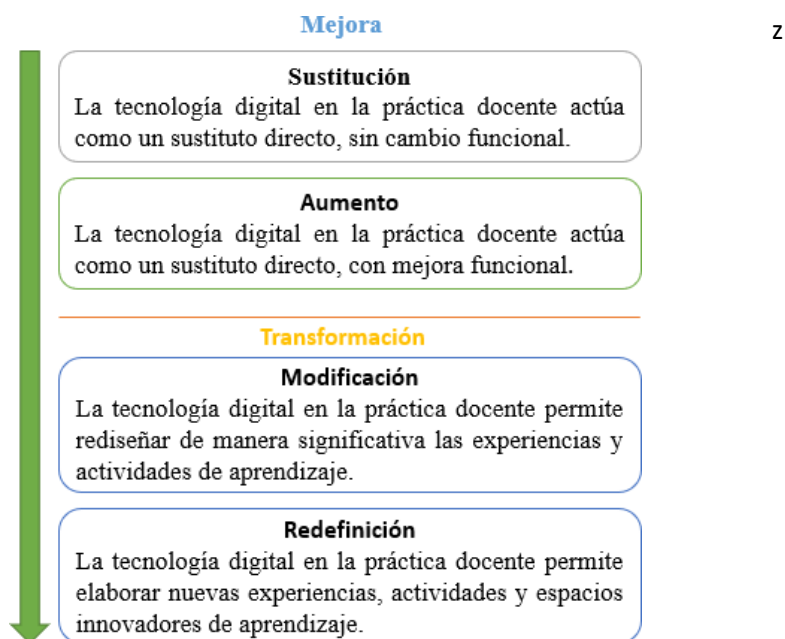 Mejora
z
Sustitución
La tecnología digital en la práctica docente actúa
como un sustituto directo, sin cambio funcional.
Aumento
La tecnología digital en la práctica docente actúa
como un sustituto directo, con mejora funcional.
Transformación
Modificación
La tecnología digital en la práctica docente permite
rediseñar de manera significativa las experiencias y
actividades de aprendizaje.
Redefinición
La tecnología digital en la práctica docente permite
elaborar nuevas experiencias, actividades y espacios
innovadores de aprendizaje.